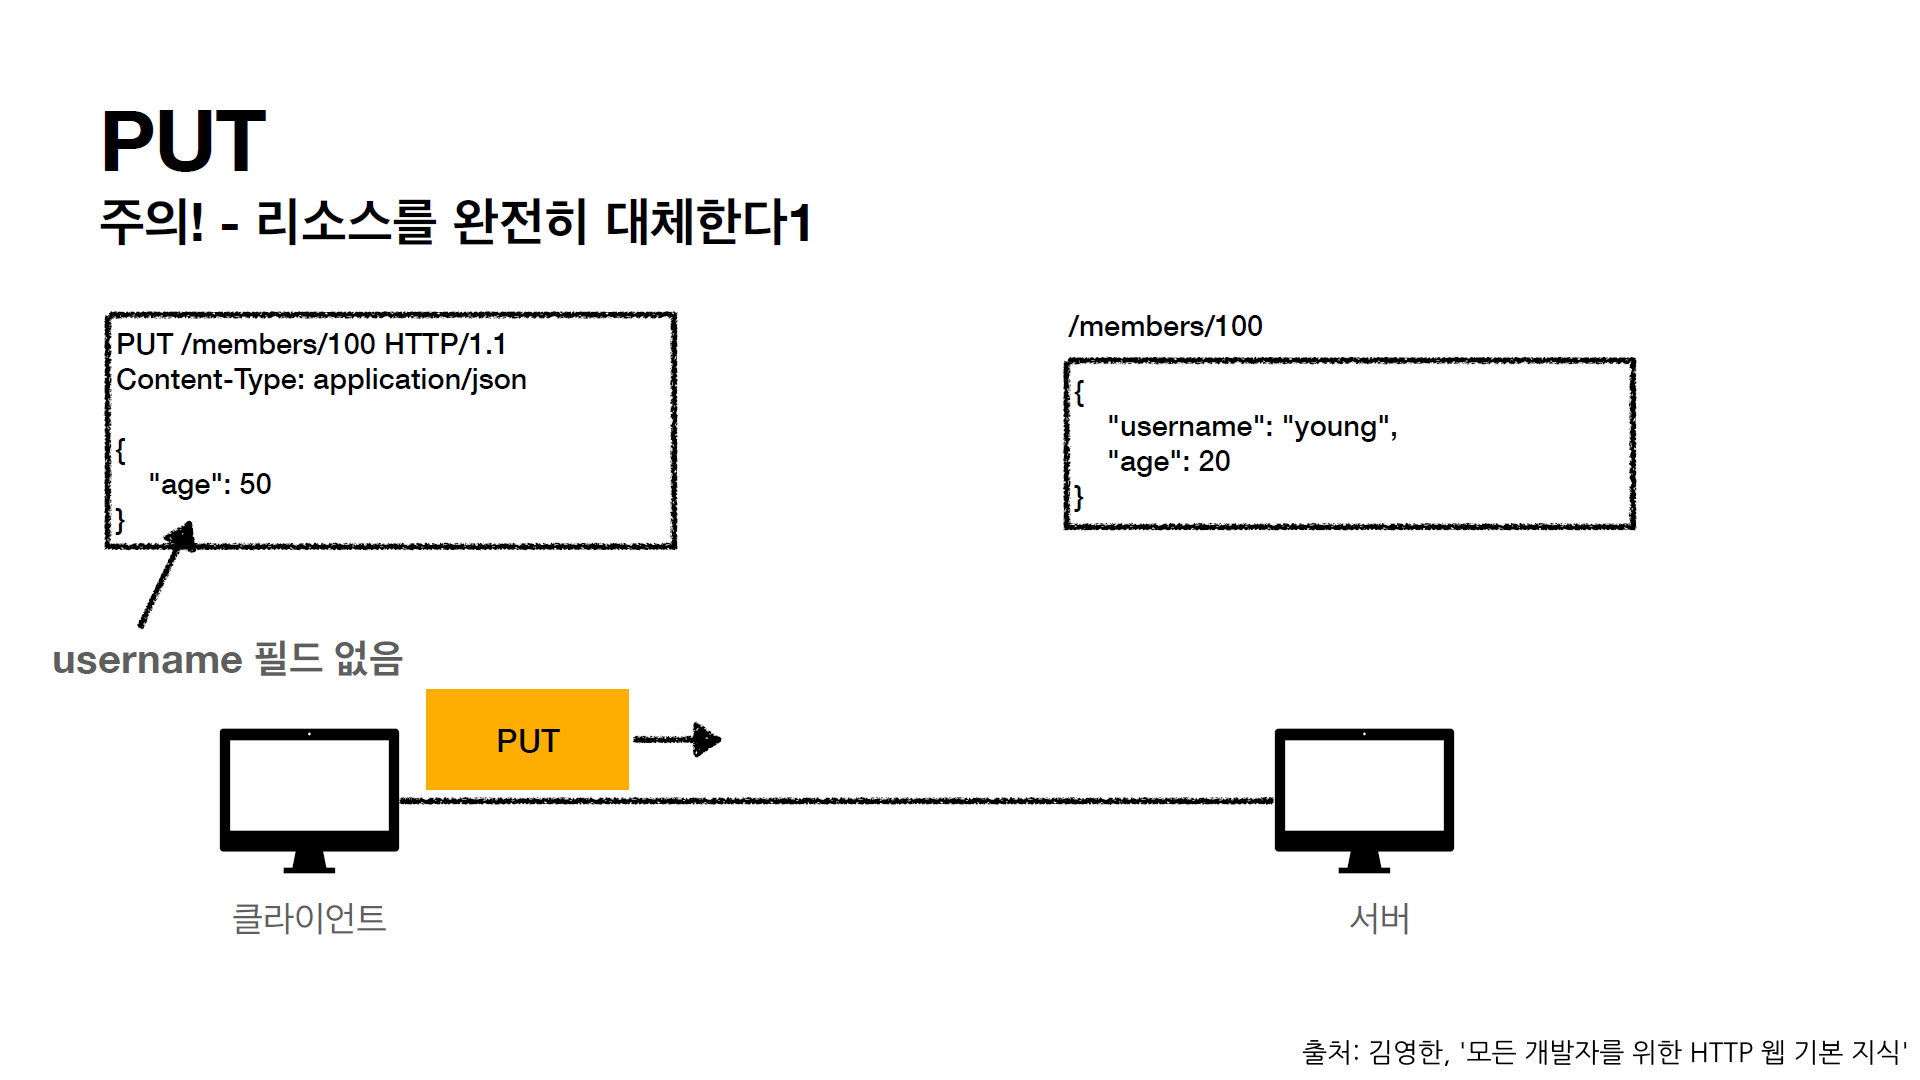 PUT
주의! - 리소스를 완전히 대체한다1
PUT /members/100 HTTP/1.1
Content-Type: application/json
{
"age": 50
}
username 필드 없음
/members/100
{
"username": "young",
"age": 20
}
PUT
클라이언트
서버
출처: 김영한, '모든 개발자를 위한 HTTP 웹 기본 지식'